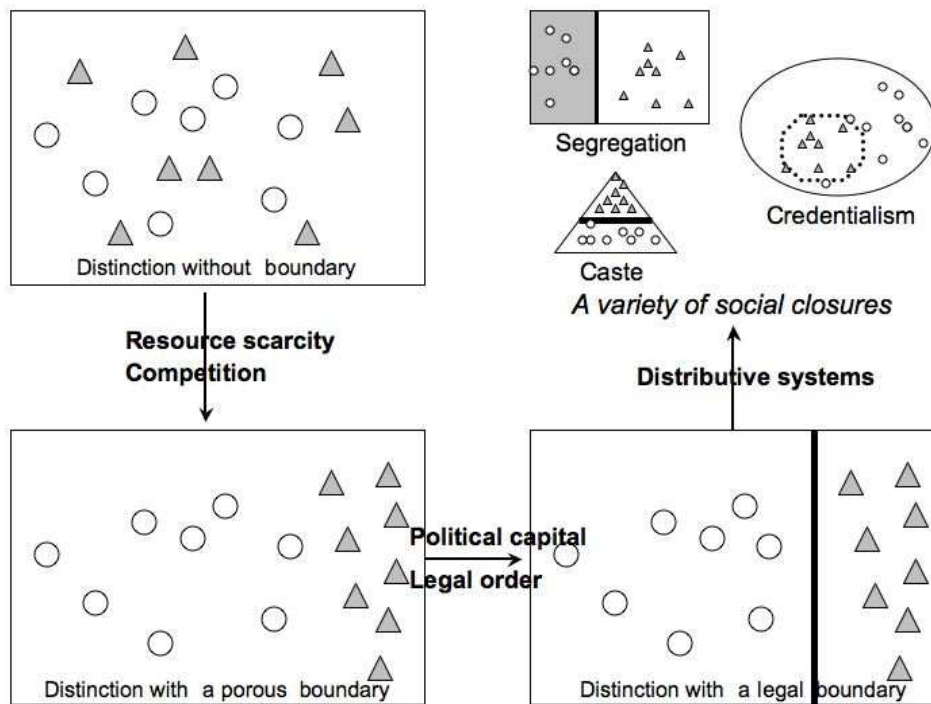 Distinction without boundary
Resource scarcity
Competition
Segregation
Credentialism
Caste
A variety of social closures
Distributive systems
Political capital
Legal order
Distinction with a porous boundary
Distinction with a legal boundary